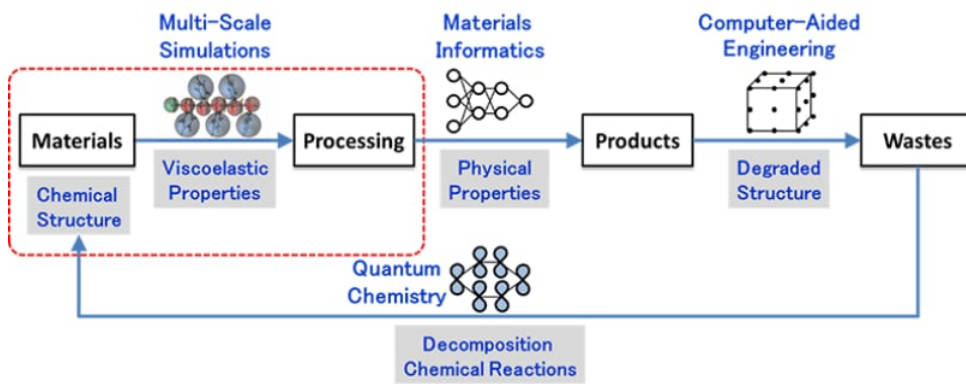 Multi-Scale
Simulations
Materials
Informatics
Computer-Aided
Engineering
Materials
Processing
Products
Wastes
Chemical
Structure
Viscoelastic
Properties
Physical
Properties
Degraded
Structure
Quantum
Chemistry
Decomposition
Chemical Reactions